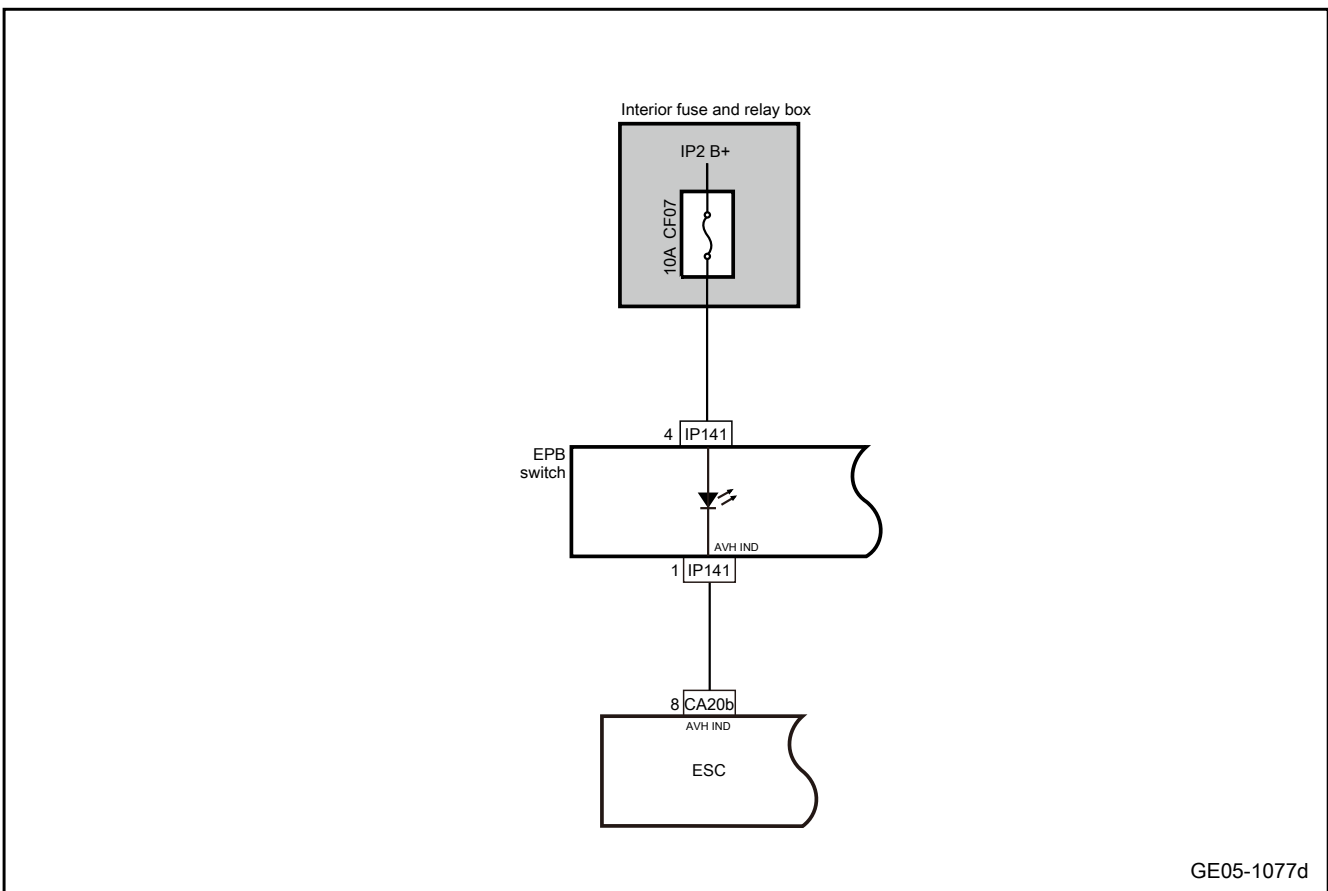 Interior fuse and relay box
IP2 B+
10A CF07
4 IP141
EPB
switch
AVH IND
1 IP141
8 CA20b
AVH IND
ESC
GE05-1077d